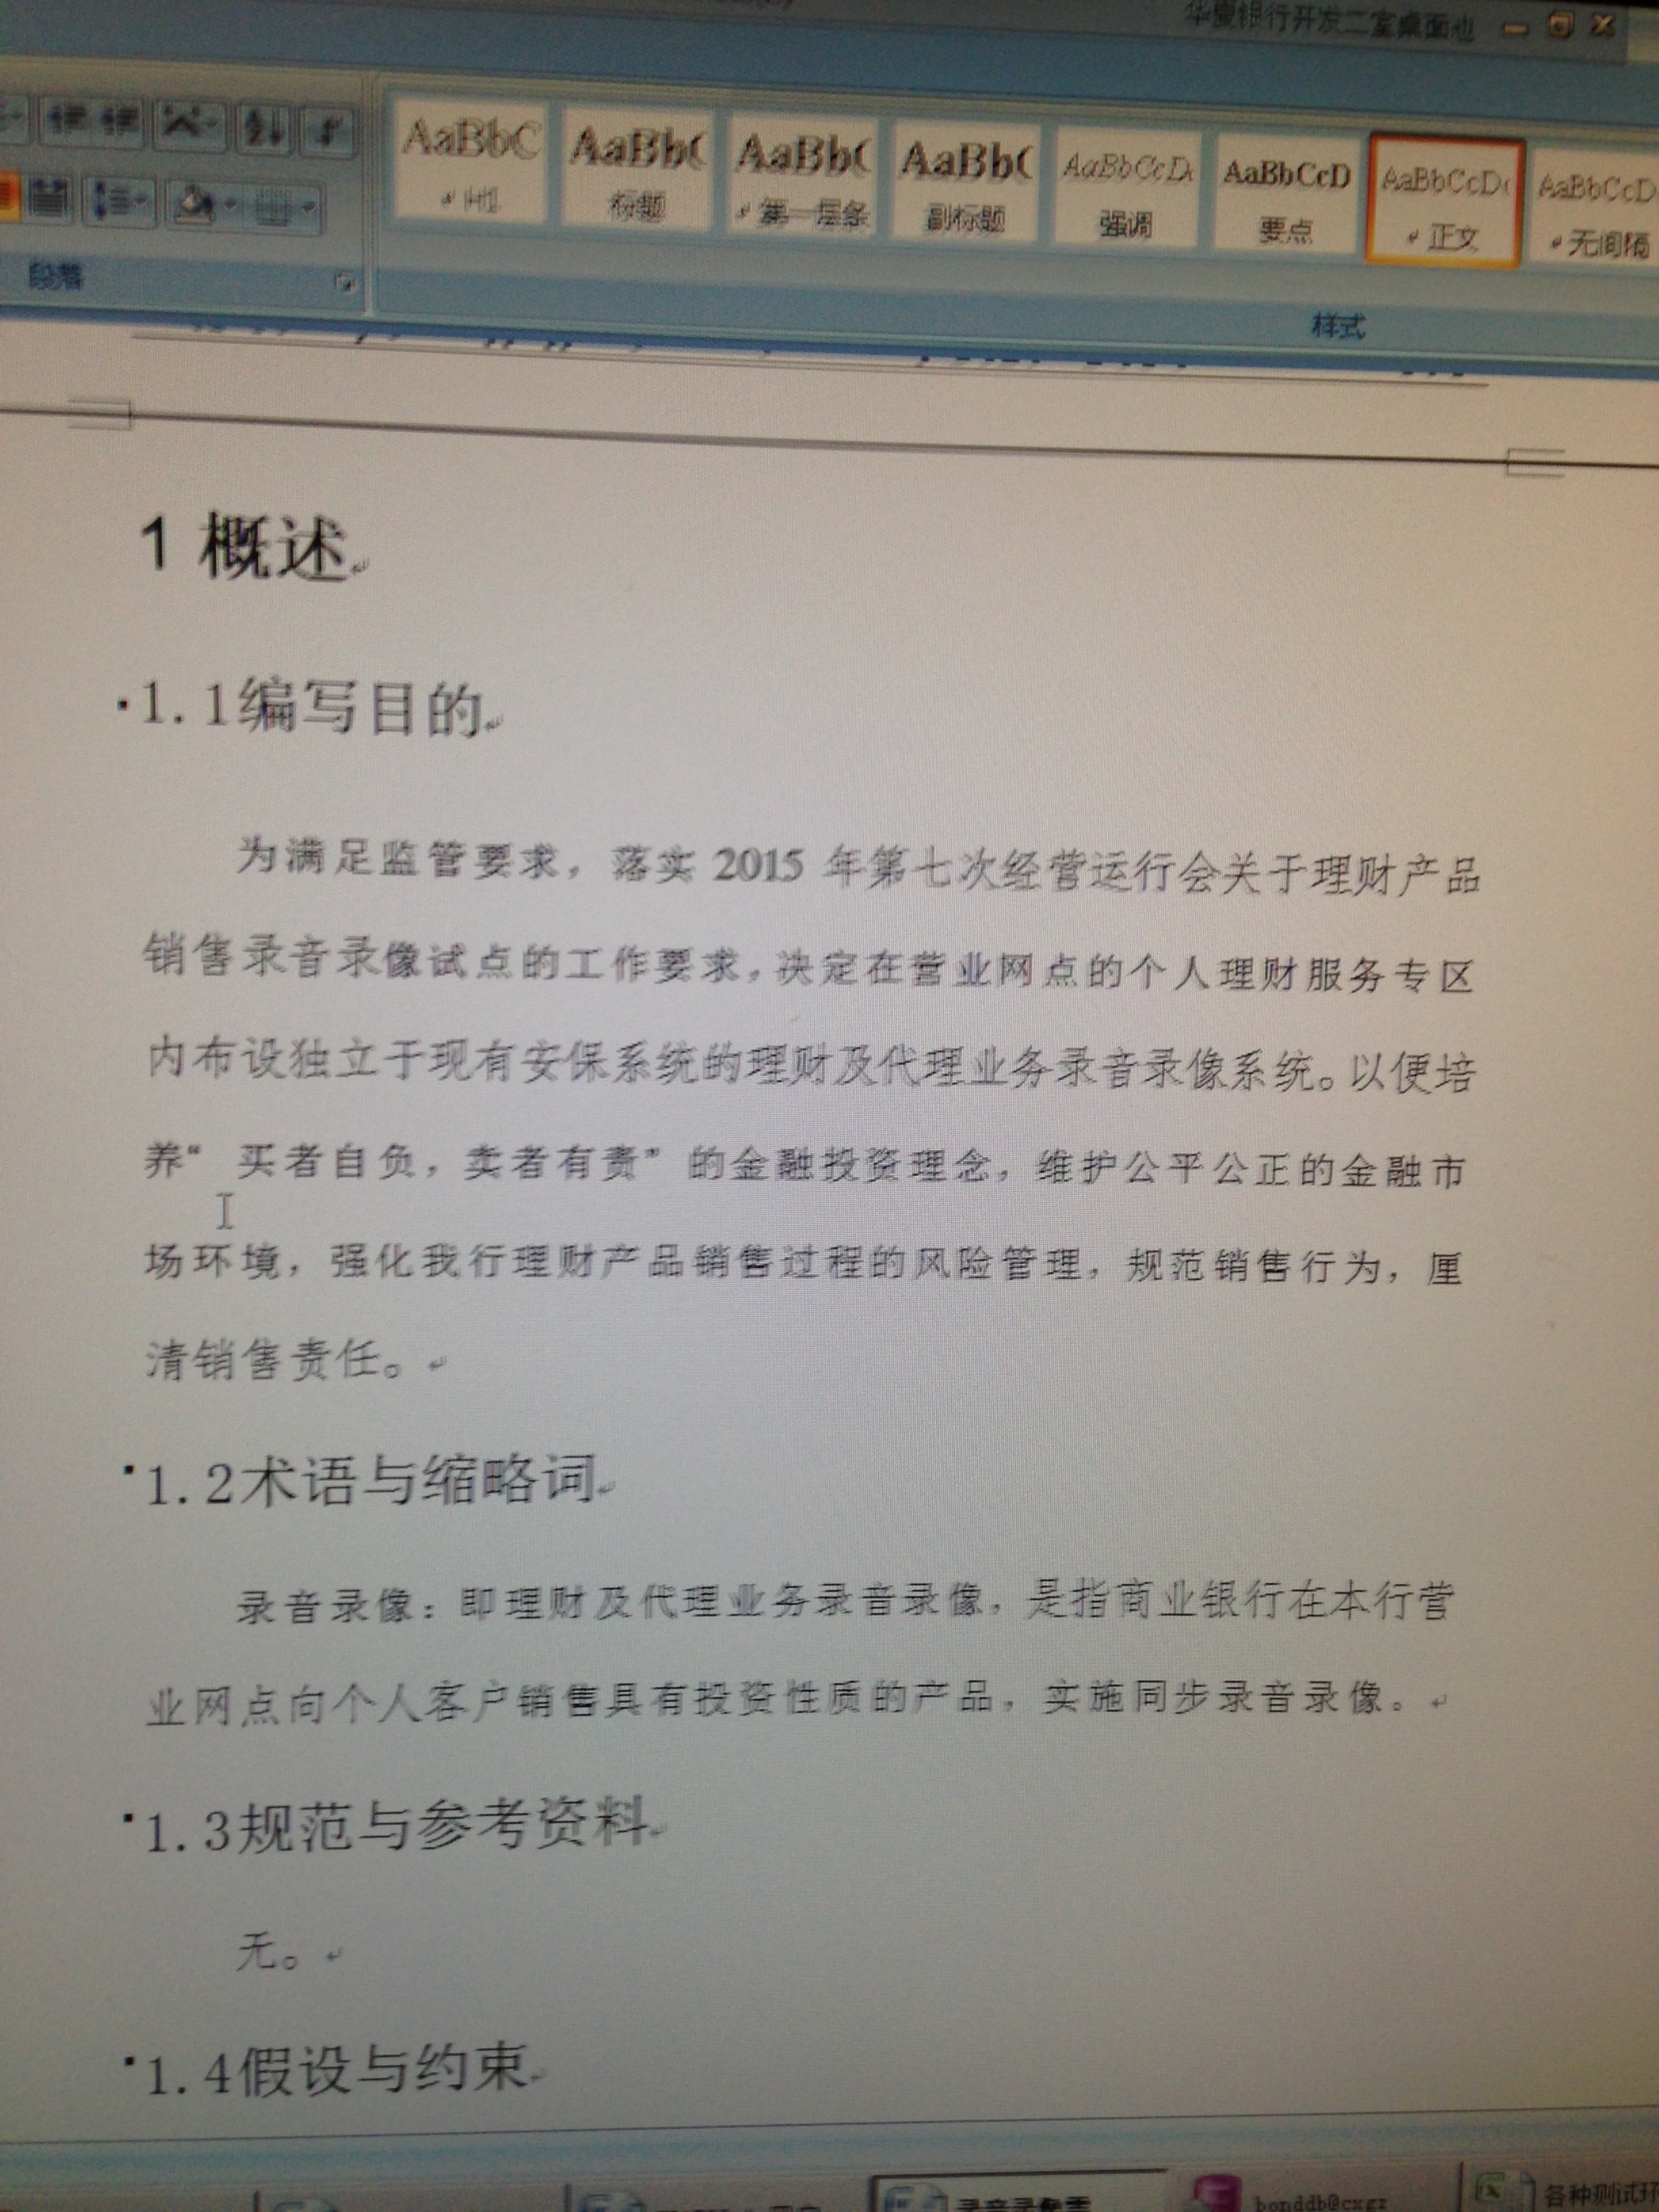 华夏银行开发二室桌面池
AaBbC AaBb( AaBb( AaBb( AaBbCcDc AaBbCcD AaBbCcDc AaBbCcD
标题 第一层条 副标题 强调 要点 正文 无间隔
段落
样式
1 概述
1.1编写目的
为满足监管要求，落实 2015 年第七次经营运行会关于理财产品
销售录音录像试点的工作要求，决定在营业网点的个人理财服务专区
内布设独立于现有安保系统的理财及代理业务录音录像系统。以便培
养”买者自负，卖者有责”的金融投资理念，维护公平公正的金融市
场环境，强化我行理财产品销售过程的风险管理，规范销售行为，厘
清销售责任。
1.2术语与缩略词
录音录像：即理财及代理业务录音录像，是指商业银行在本行营
业网点向个人客户销售具有投资性质的产品，实施同步录音录像。
1.3规范与参考资料
无。
1.4假设与约束
录音录像需
bonddb@cxgz
各种测试环